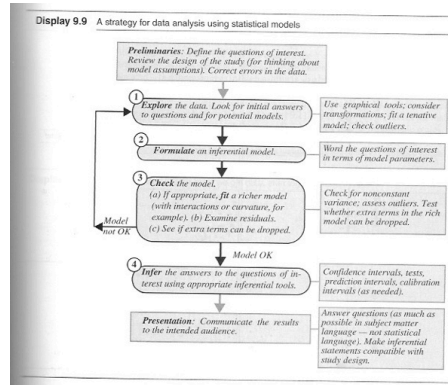 Display 9.9 A strategy for data analysis using statistical models
Preliminaries: Define the questions of interest.
Review the design of the study (for thinking about
model assumptions). Correct errors in the data.
1
Explore the data. Look for initial answers
to questions and for potential models.
Use graphical tools; consider
transformations; fit a tenative
model; check outliers.
2
Formulate an inferential model.
Word the questions of interest
in terms of model parameters.
3
Check the model.
(a) If appropriate, fit a richer model
(with interactions or curvature, for
example). (b) Examine residuals.
(c) See if extra terms can be dropped.
Check for nonconstant
variance; assess outliers. Test
whether extra terms in the rich
model can be dropped.
Model
not OK
Model OK
4
Infer the answers to the questions of in-
terest using appropriate inferential tools.
Confidence intervals, tests,
prediction intervals, calibration
intervals (as needed).
Presentation: Communicate the results
to the intended audience.
Answer questions (as much as
possible in subject matter
language — not statistical
language). Make inferential
statements compatible with
study design.